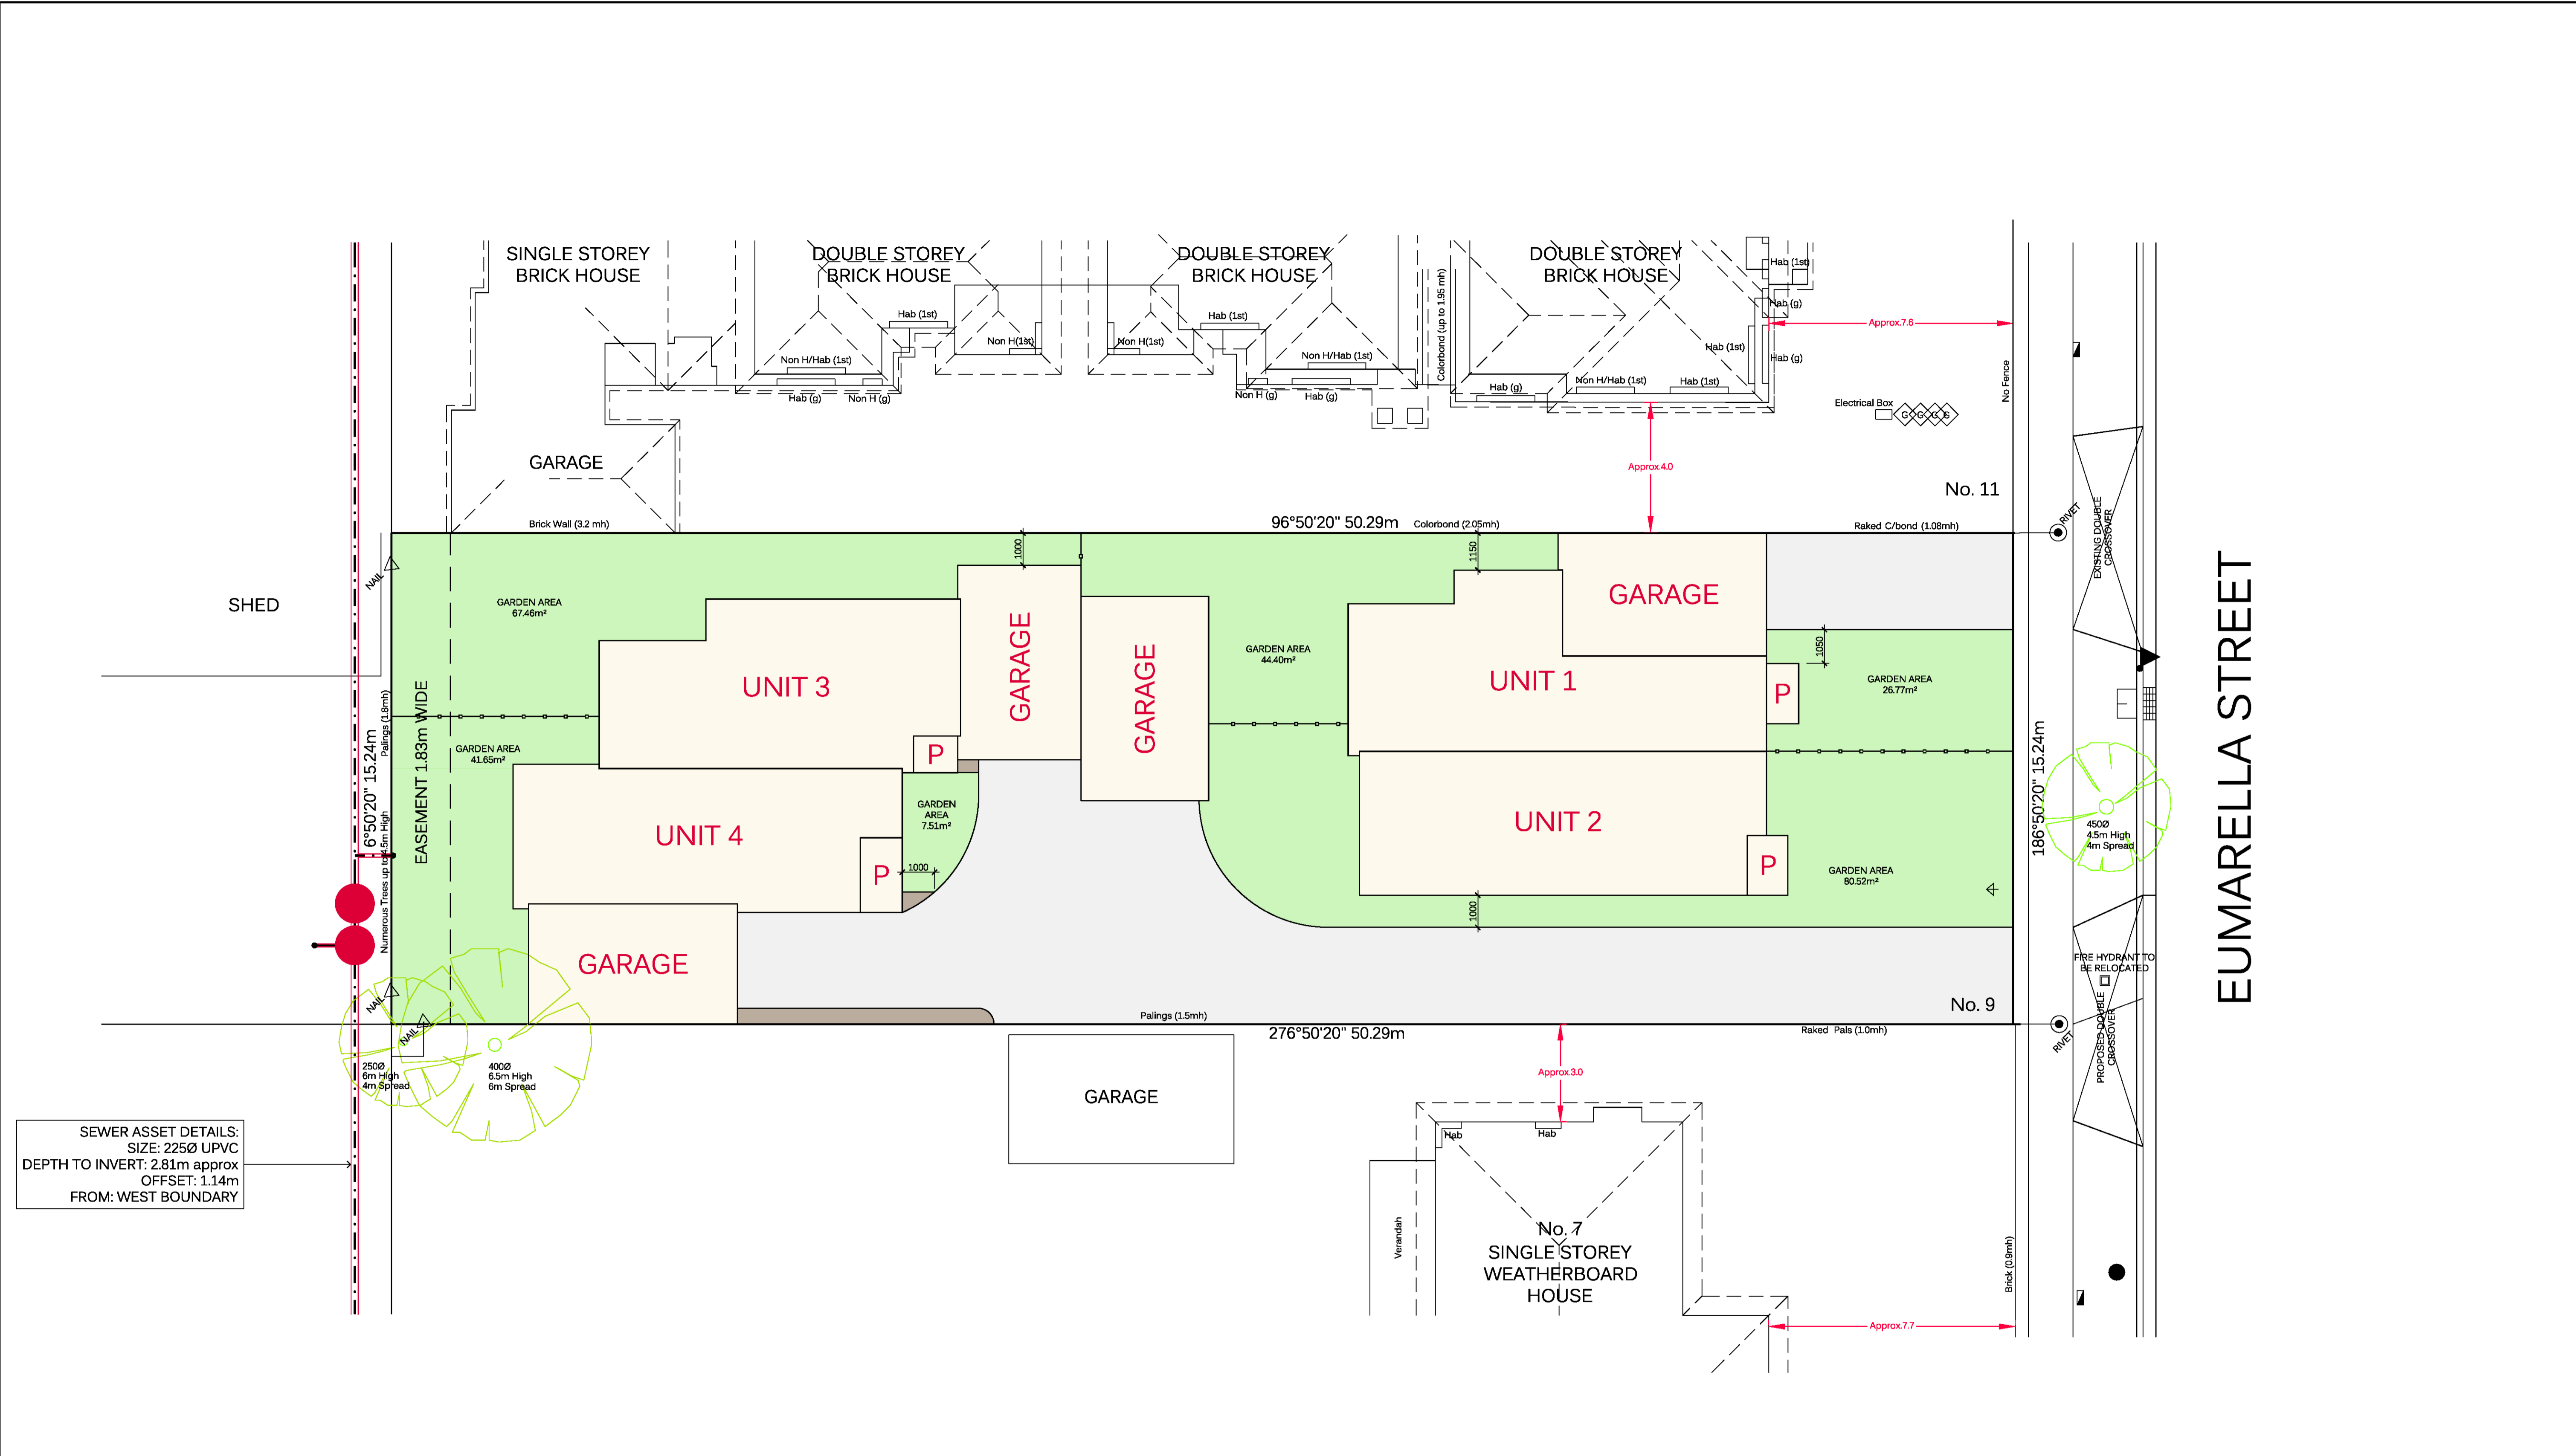 SINGLE STOREY
BRICK HOUSE
DOUBLE STOREY
BRICK HOUSE
DOUBLE STOREY
BRICK HOUSE
DOUBLE STOREY
BRICK HOUSE
Hab (1st)
Hab (g)
Hab (1st)
Non H(1st)
Non H(1st)
Hab (1st)
Colorbond (up to 1.95 mh)
Approx.7.6
Non H/Hab (1st)
Non H/Hab (1st)
Hab (1st)
Hab (g)
Hab (g)
Non H (g)
Non H (g)
Hab (g)
Hab (g)
Non H/Hab (1st)
Hab (1st)
No Fence
Electrical Box
G
G
G
S
GARAGE
Approx.4.0
No. 11
Brick Wall (3.2 mh)
96°50'20" 50.29m
Colorbond (2.05mh)
Raked C/bond (1.08mh)
RIVET
EXISTING DOUBLE
CROSSOVER
NAIL
SHED
1000
1150
GARDEN AREA
67.46m²
GARAGE
GARAGE
GARAGE
GARDEN AREA
44.40m²
1050
UNIT 3
UNIT 1
P
GARDEN AREA
26.77m²
Palings (1.8mh)
EASEMENT 1.83m WIDE
6°50'20" 15.24m
Numerous Trees up to 4.5m High
GARDEN AREA
41.65m²
P
186°50'20" 15.24m
EUMARELLA STREET
GARDEN
AREA
7.51m²
UNIT 4
UNIT 2
450Ø
4.5m High
4m Spread
P
1000
P
GARDEN AREA
80.52m²
1000
GARAGE
FIRE HYDRANT TO
BE RELOCATED
PROPOSED DOUBLE
CROSSOVER
NAIL
NAIL
No. 9
Palings (1.5mh)
276°50'20" 50.29m
Raked Pals (1.0mh)
RIVET
250Ø
6m High
4m Spread
400Ø
6.5m High
6m Spread
GARAGE
Approx.3.0
SEWER ASSET DETAILS:
SIZE: 225Ø UPVC
DEPTH TO INVERT: 2.81m approx
OFFSET: 1.14m
FROM: WEST BOUNDARY
Hab
Hab
Verandah
No. 7
SINGLE STOREY
WEATHERBOARD
HOUSE
Brick (0.9mh)
Approx.7.7